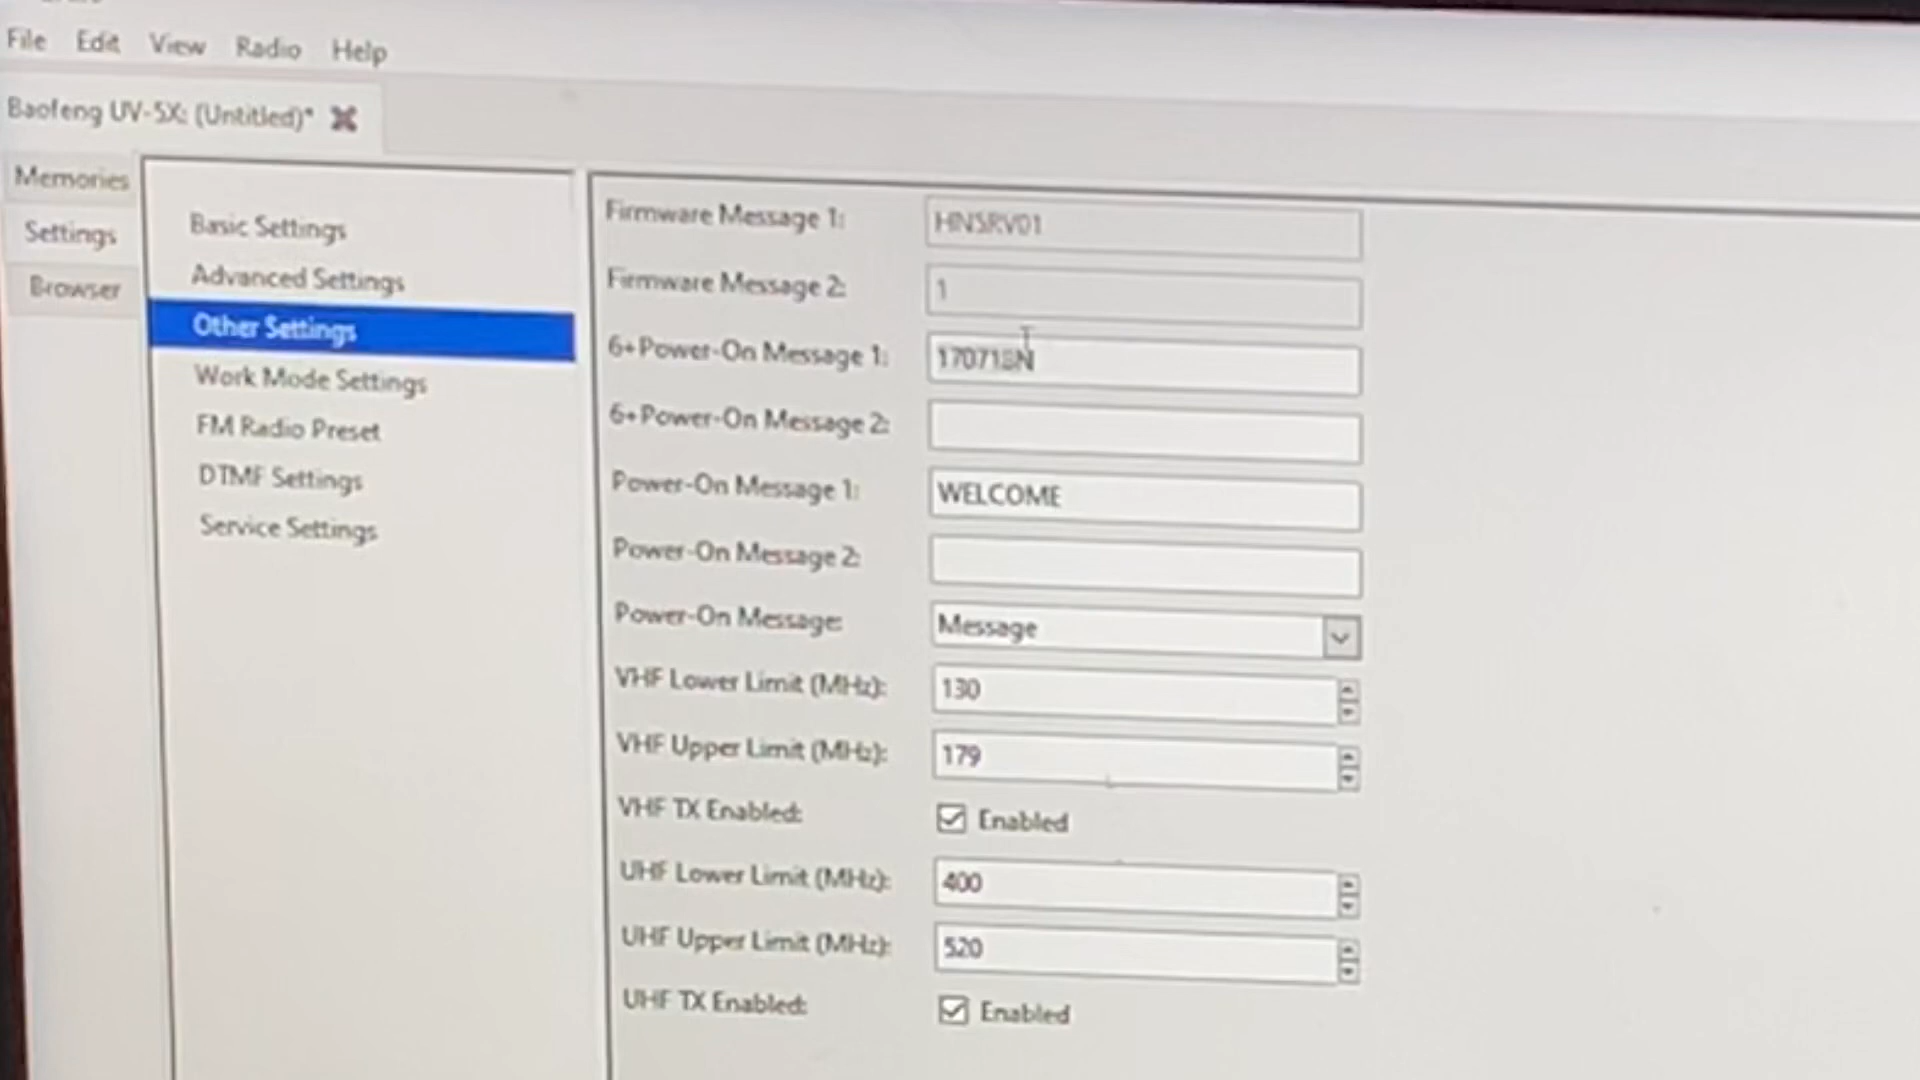 File Edit View Radio Help
Baofeng UV-5X: (Untitled)*
Memories
Settings
Browser
Basic Settings
Advanced Settings
Other Settings
Work Mode Settings
FM Radio Preset
DTMF Settings
Service Settings
Firmware Message 1: HN5RV01
Firmware Message 2: 1
6+Power-On Message 1:
6+Power-On Message 2:
Power-On Message 1: WELCOME
Power-On Message 2:
Power-On Message: Message
VHF Lower Limit (MHz): 130
VHF Upper Limit (MHz): 179
VHF TX Enabled: Enabled
UHF Lower Limit (MHz): 400
UHF Upper Limit (MHz): 520
UHF TX Enabled: Enabled